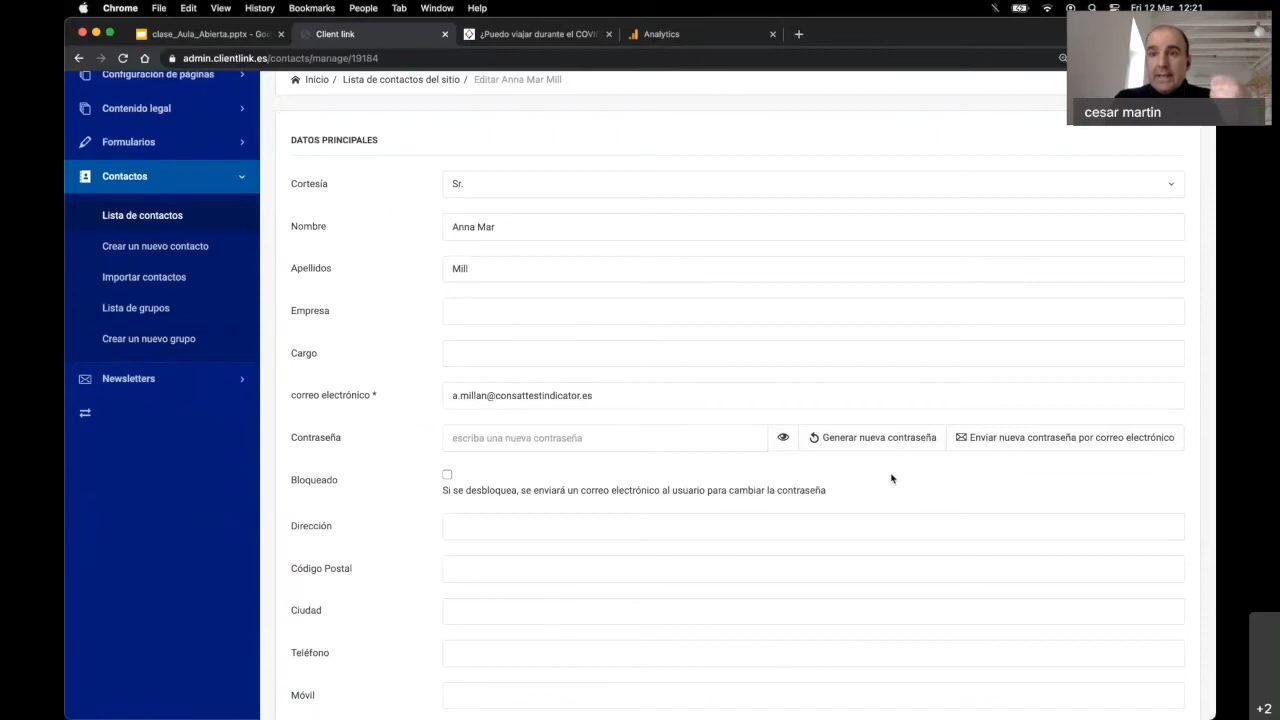 Chrome File Edit View History Bookmarks People Tab Window Help Fri 12 Mar 12:21
clase_Aula_Abierta.pptx - Goo Client link ¿Puedo viajar durante el COVI Analytics
admin.clientlink.es/contacts/manage/19184
cesar martin
Configuración de páginas
Contenido legal
Formularios
Contactos
Lista de contactos
Crear un nuevo contacto
Importar contactos
Lista de grupos
Crear un nuevo grupo
Newsletters
Inicio / Lista de contactos del sitio / Editar Anna Mar Mill
DATOS PRINCIPALES
Cortesía Sr.
Nombre Anna Mar
Apellidos Mill
Empresa
Cargo
correo electrónico * a.millan@consattestindicator.es
Contraseña escriba una nueva contraseña Generar nueva contraseña Enviar nueva contraseña por correo electrónico
Bloqueado
Si se desbloquea, se enviará un correo electrónico al usuario para cambiar la contraseña
Dirección
Código Postal
Ciudad
Teléfono
Móvil
+2